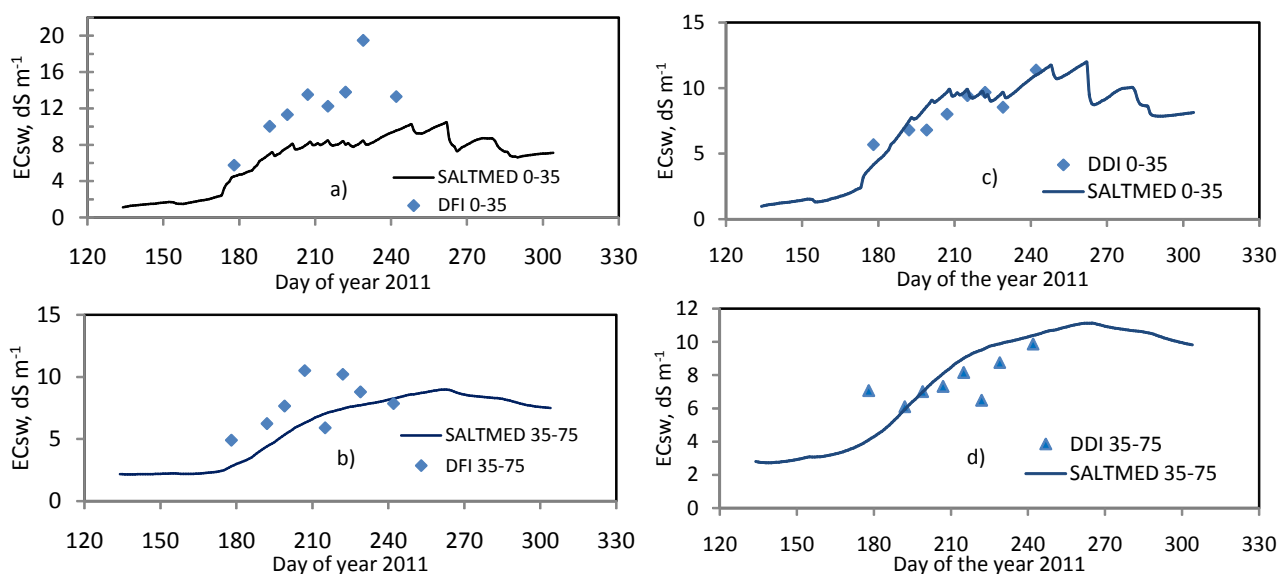 ECsw, dS m-1
20
16
12
8
4
0
a)
SALTMED 0-35
DFI 0-35
120 150 180 210 240 270 300 330
Day of year 2011
ECsw, dS m-1
15
10
5
0
c)
DDI 0-35
SALTMED 0-35
120 150 180 210 240 270 300 330
Day of the year 2011
ECsw, dS m-1
15
10
5
0
b)
SALTMED 35-75
DFI 35-75
120 150 180 210 240 270 300 330
Day of year 2011
ECsw, dS m-1
12
10
8
6
4
2
0
d)
DDI 35-75
SALTMED 35-75
120 150 180 210 240 270 300 330
Day of the year 2011